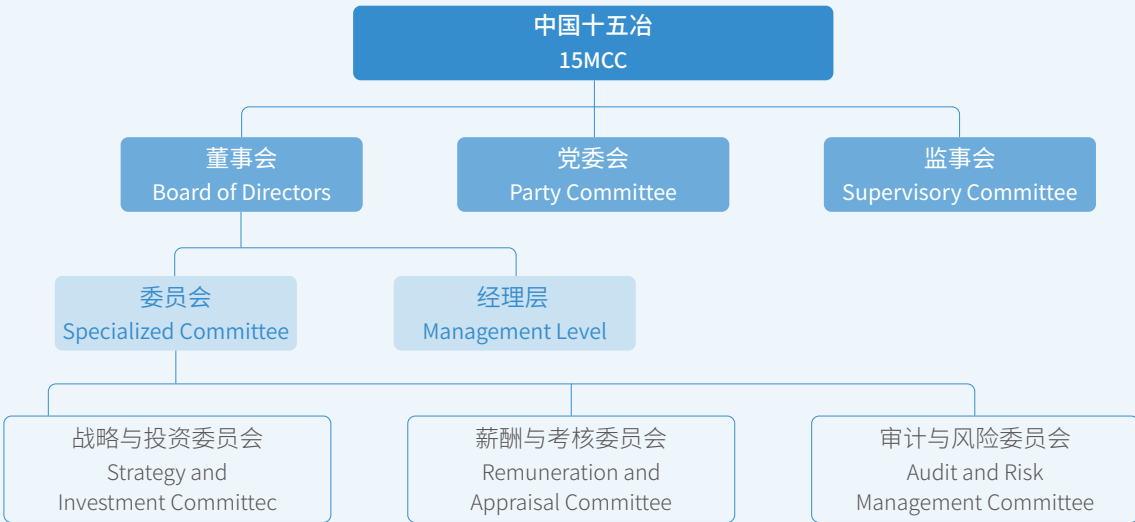 中国十五冶
15MCC
董事会
Board of Directors
党委会
Party Committee
监事会
Supervisory Committee
委员会
Specialized Committee
经理层
Management Level
战略与投资委员会
Strategy and
Investment Committec
薪酬与考核委员会
Remuneration and
Appraisal Committee
审计与风险委员会
Audit and Risk
Management Committee